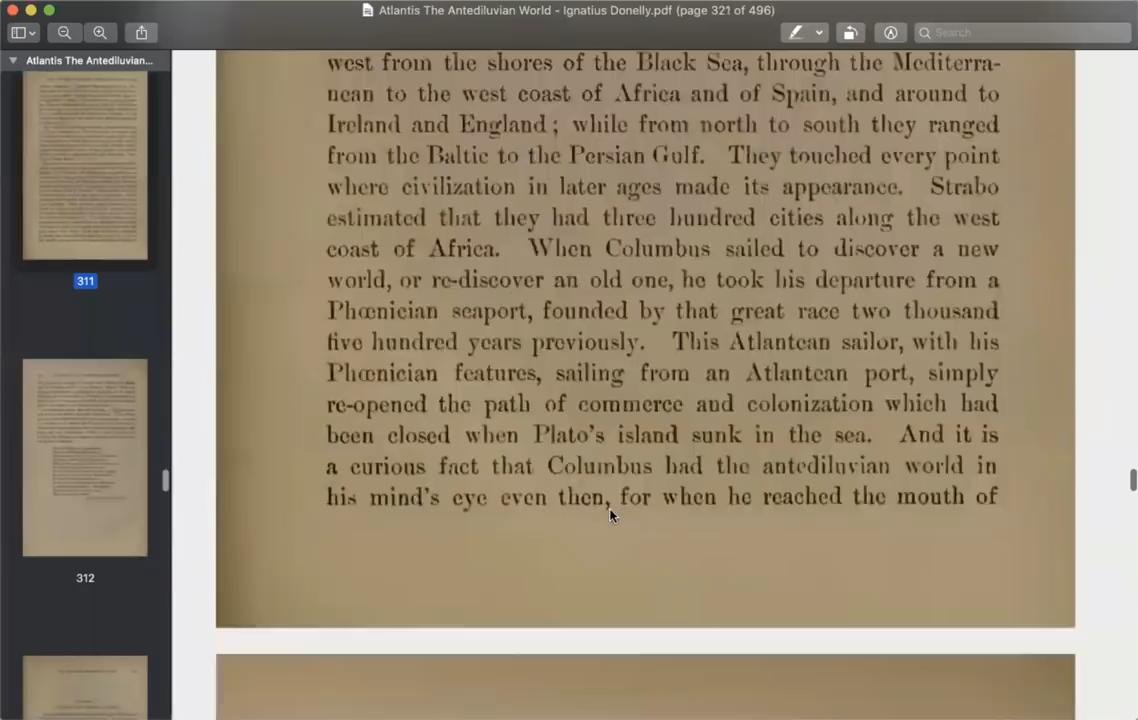 Atlantis The Antediluvian World - Ignatius Donelly.pdf (page 321 of 496)
Search
Atlantis The Antediluvian...
311
312
west from the shores of the Black Sea, through the Mediterra-
nean to the west coast of Africa and of Spain, and around to
Ireland and England; while from north to south they ranged
from the Baltic to the Persian Gulf. They touched every point
where civilization in later ages made its appearance. Strabo
estimated that they had three hundred cities along the west
coast of Africa. When Columbus sailed to discover a new
world, or re-discover an old one, he took his departure from a
Phœnician seaport, founded by that great race two thousand
five hundred years previously. This Atlantean sailor, with his
Phœnician features, sailing from an Atlantean port, simply
re-opened the path of commerce and colonization which had
been closed when Plato's island sunk in the sea. And it is
a curious fact that Columbus had the antediluvian world in
his mind's eye even then, for when he reached the mouth of